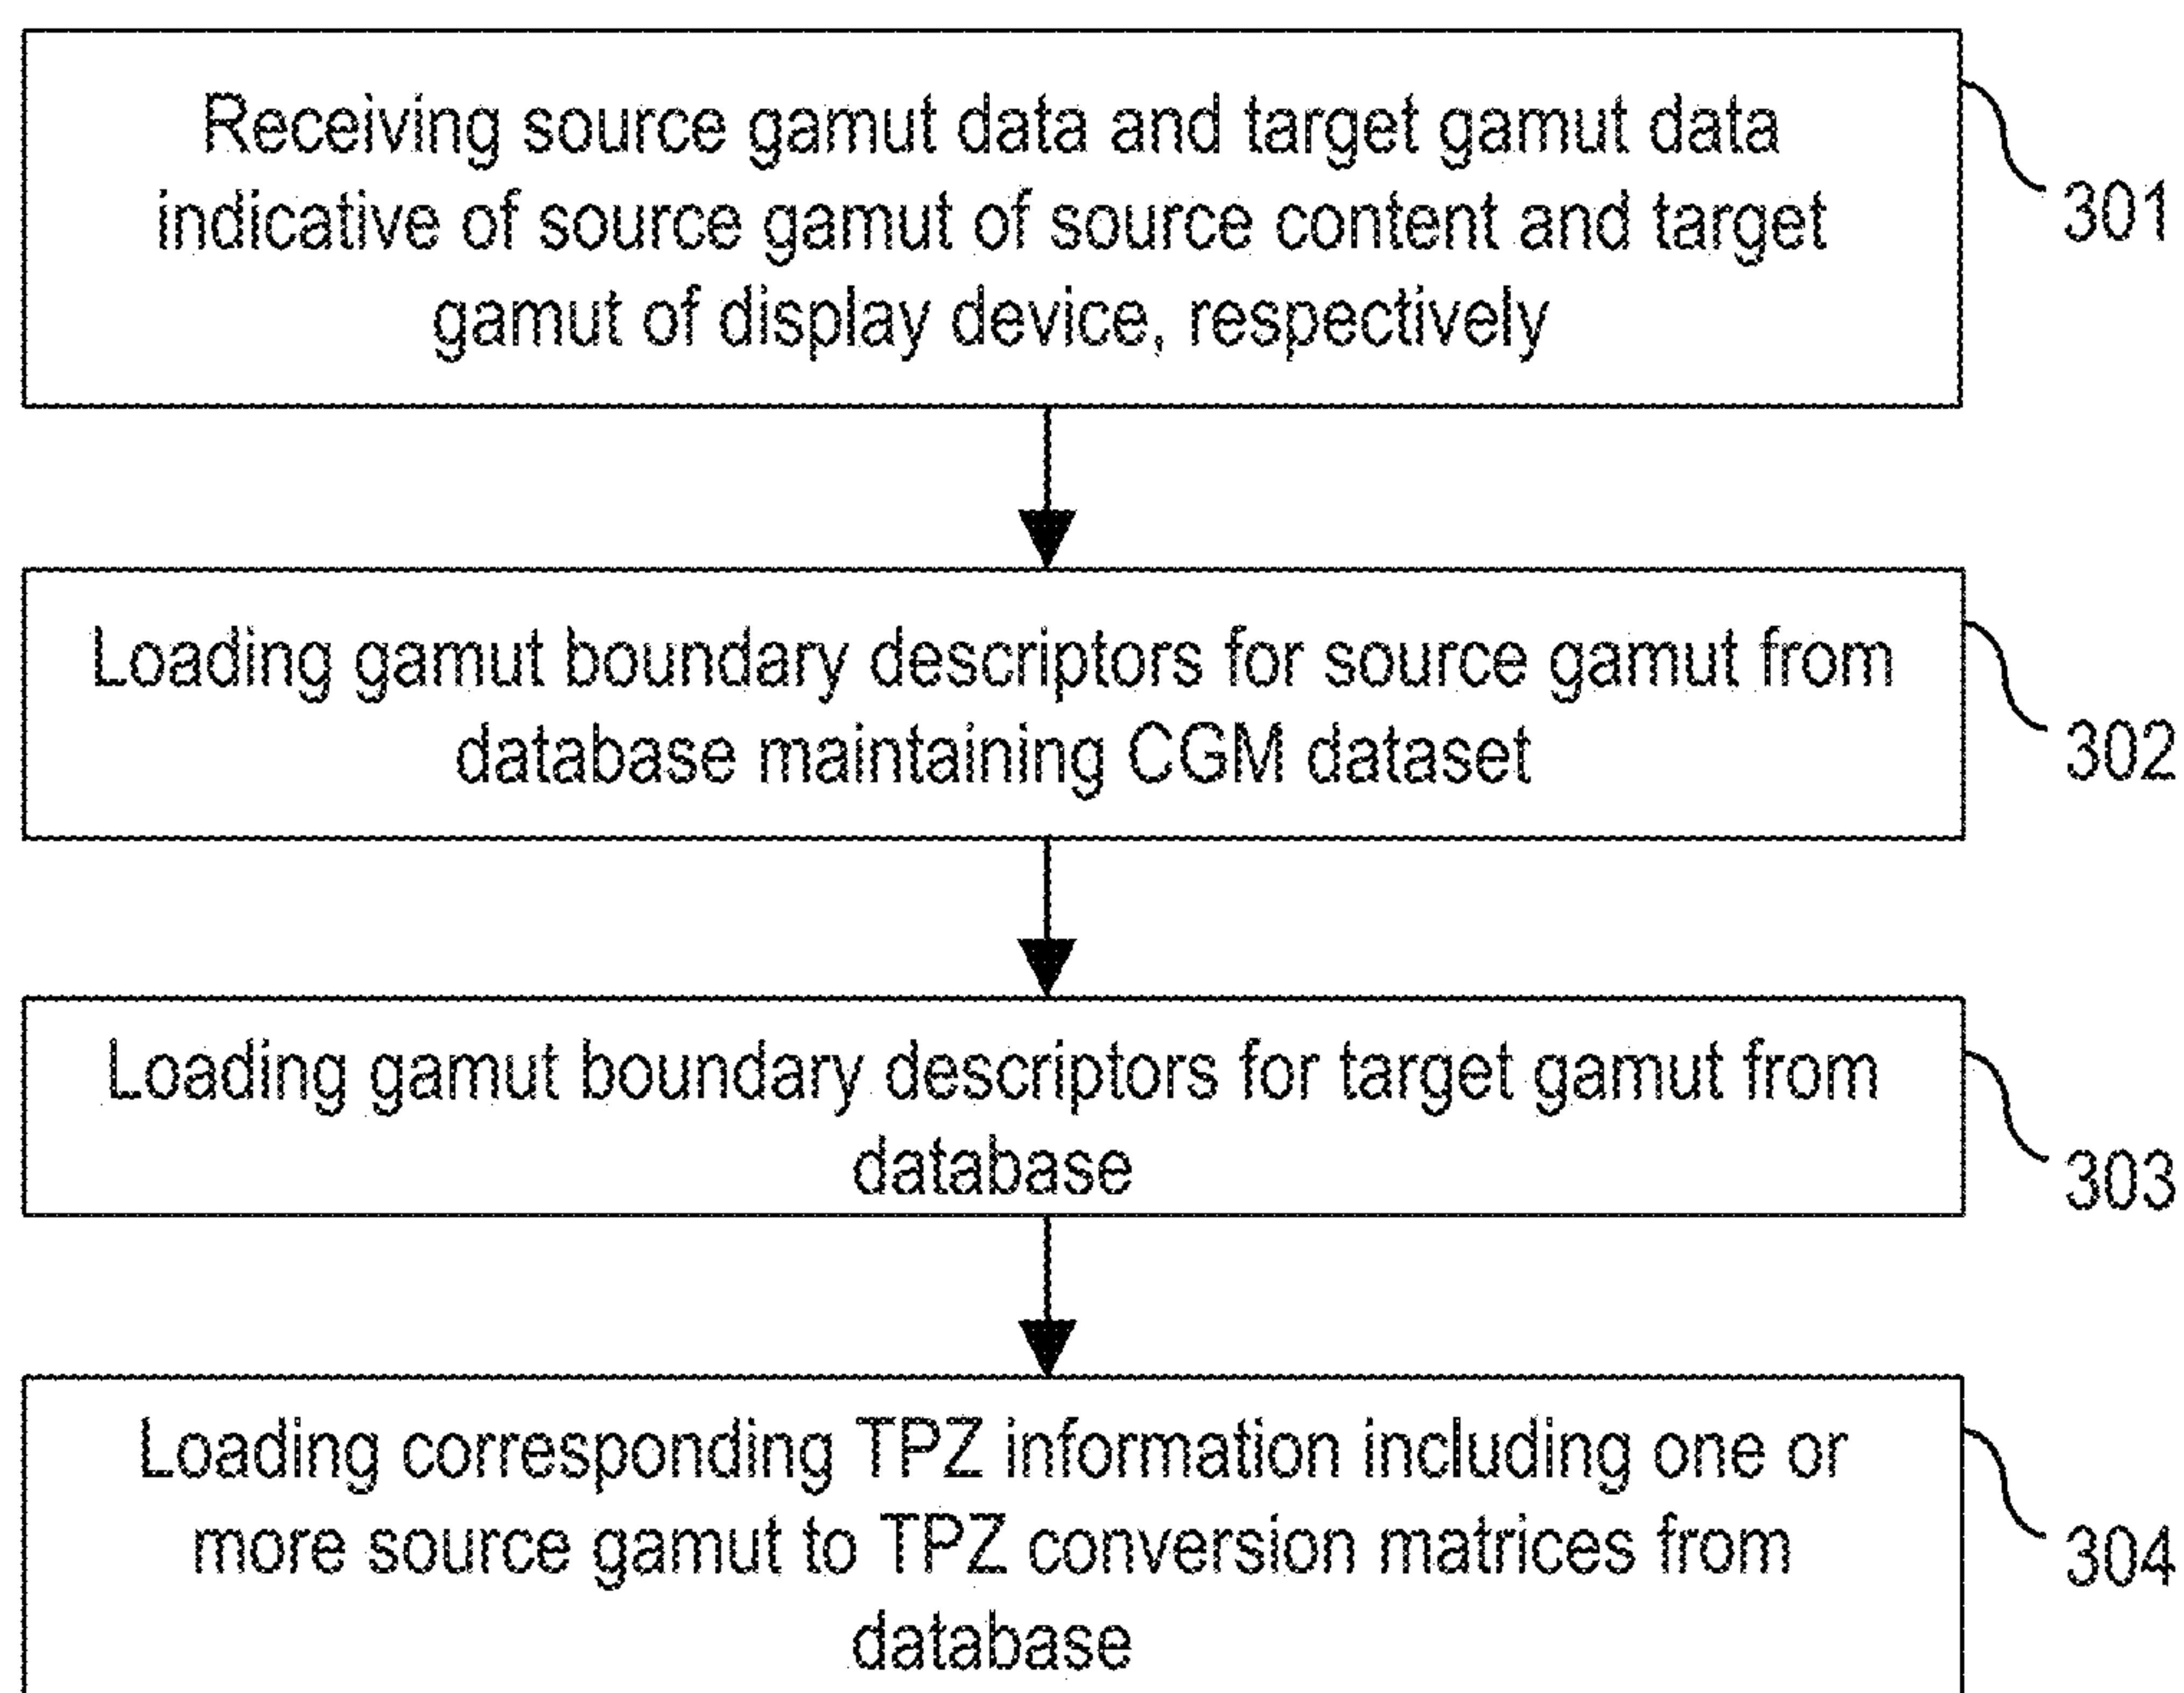 Receiving source gamut data and target gamut data
indicative of source gamut of source content and target
gamut of display device, respectively
301
Loading gamut boundary descriptors for source gamut from
database maintaining CGM dataset
302
Loading gamut boundary descriptors for target gamut from
database
303
Loading corresponding TPZ information including one or
more source gamut to TPZ conversion matrices from
database
304